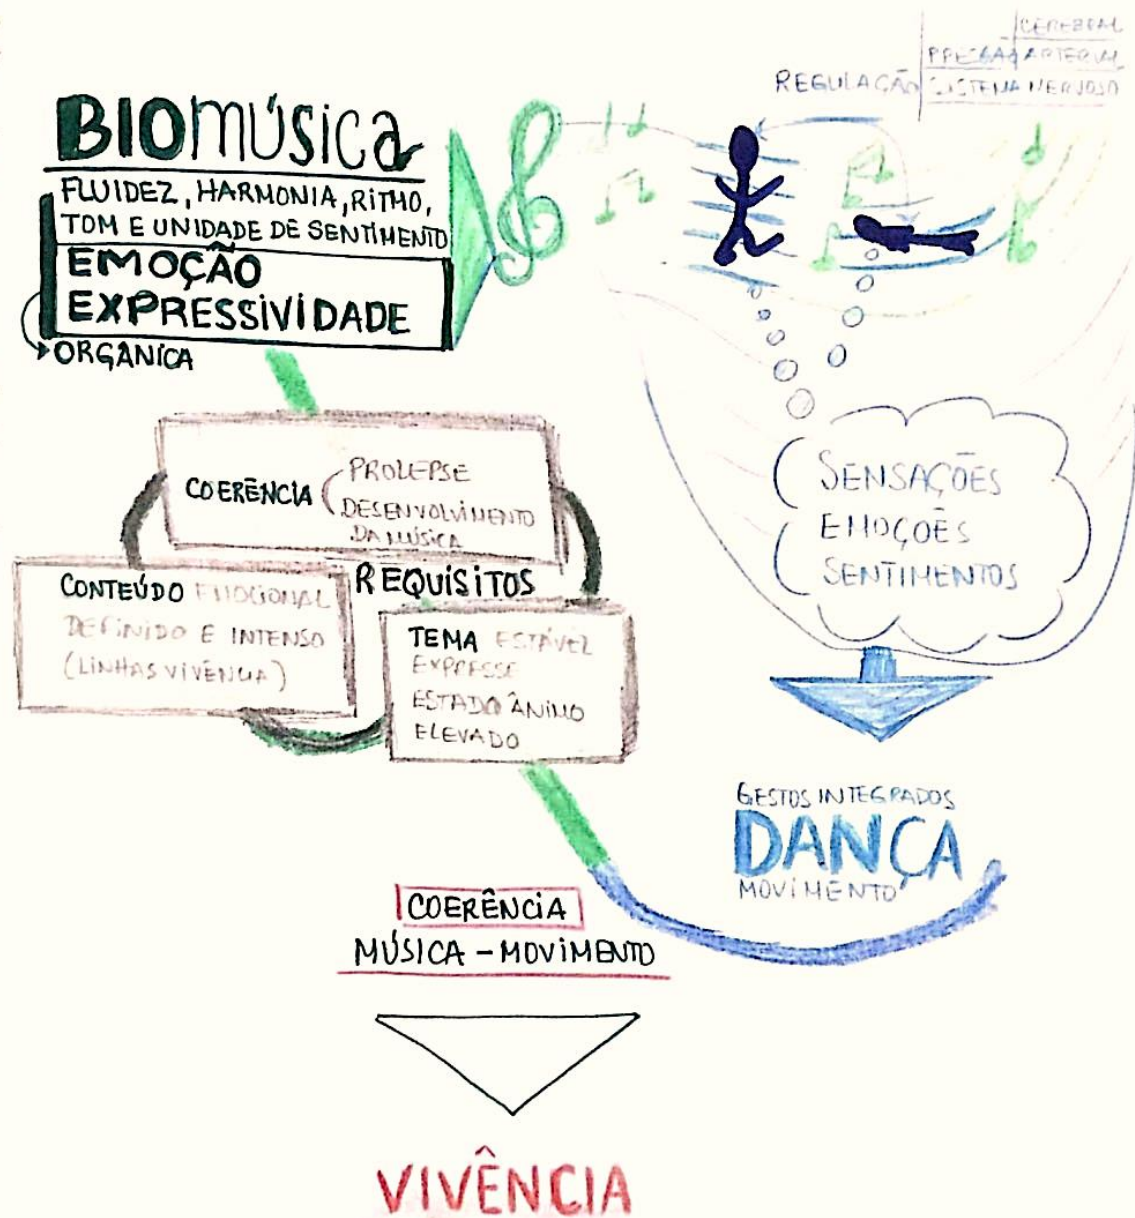 CEREBRAL
PRESSÃO ARTERIAL
REGULAÇÃO SISTEMA NERVOSO
BIOMÚSICA
FLUIDEZ, HARMONIA, RITMO,
TOM E UNIDADE DE SENTIMENTO
EMOÇÃO
EXPRESSIVIDADE
ORGÂNICA
COERÊNCIA
PROLEPSE
DESENVOLVIMENTO
DA MÚSICA
REQUISITOS
CONTEÚDO EMOCIONAL
DEFINIDO E INTENSO
(LINHAS VIVÊNCIA)
TEMA ESTÁVEL
EXPRESSE
ESTADO ÂNIMO
ELEVADO
SENSAÇÕES
EMOÇÕES
SENTIMENTOS
GESTOS INTEGRADOS
DANÇA
MOVIMENTO
COERÊNCIA
MÚSICA - MOVIMENTO
VIVÊNCIA